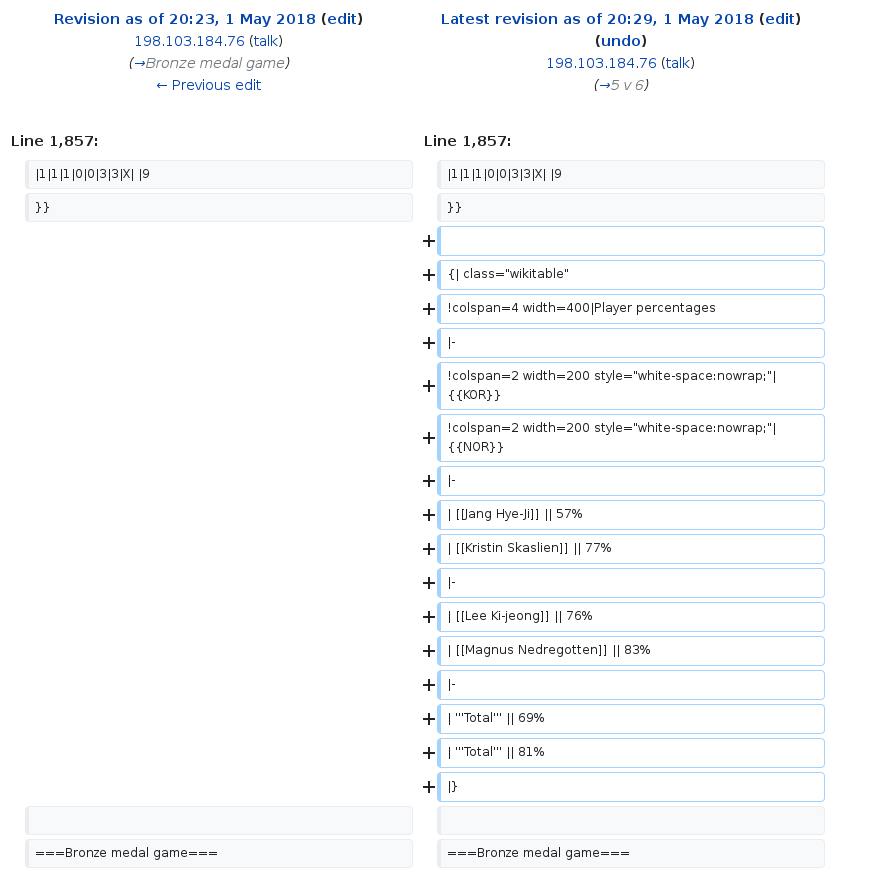 Revision as of 20:23, 1 May 2018 (edit)
198.103.184.76 (talk)
(→Bronze medal game)
← Previous edit
Latest revision as of 20:29, 1 May 2018 (edit)
(undo)
198.103.184.76 (talk)
(→5 v 6)
Line 1,857:
Line 1,857:
|1|1|1|0|0|3|3|X| |9
|1|1|1|0|0|3|3|X| |9
}}
}}
+
+ {| class="wikitable"
+ !colspan=4 width=400|Player percentages
+ |-
+ !colspan=2 width=200 style="white-space:nowrap;"|
{{KOR}}
+ !colspan=2 width=200 style="white-space:nowrap;"|
{{NOR}}
+ |-
+ | [[Jang Hye-Ji]] || 57%
+ | [[Kristin Skaslien]] || 77%
+ |-
+ | [[Lee Ki-jeong]] || 76%
+ | [[Magnus Nedregotten]] || 83%
+ |-
+ | '''Total''' || 69%
+ | '''Total''' || 81%
+ |}
===Bronze medal game===
===Bronze medal game===